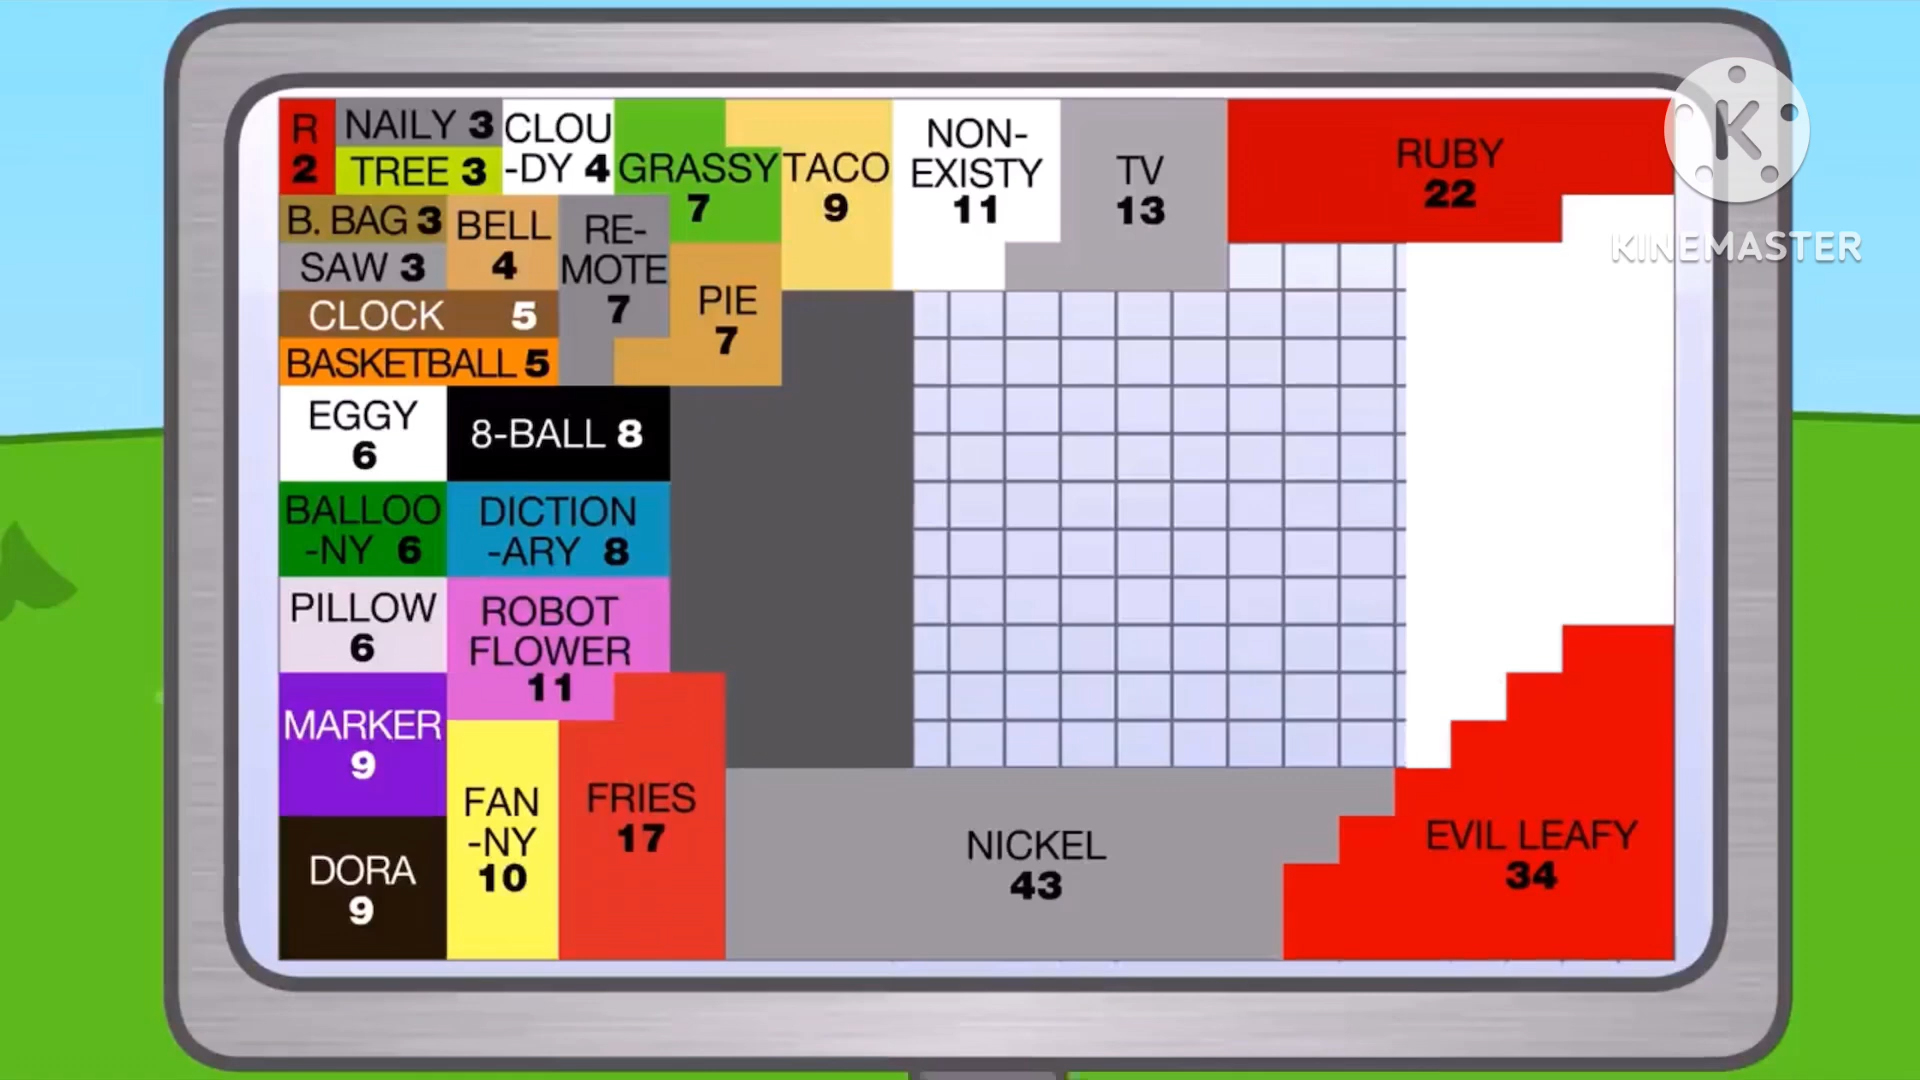 R
2
NAILY 3
TREE 3
CLOU
-DY 4
GRASSY
7
TACO
9
NON-
EXISTY
11
TV
13
RUBY
22
K
KINEMASTER
B. BAG 3
SAW 3
BELL
4
RE-
MOTE
7
PIE
7
CLOCK 5
BASKETBALL 5
EGGY
6
8-BALL 8
BALLOO
-NY 6
DICTION
-ARY 8
PILLOW
6
ROBOT
FLOWER
11
MARKER
9
DORA
9
FAN
-NY
10
FRIES
17
NICKEL
43
EVIL LEAFY
34